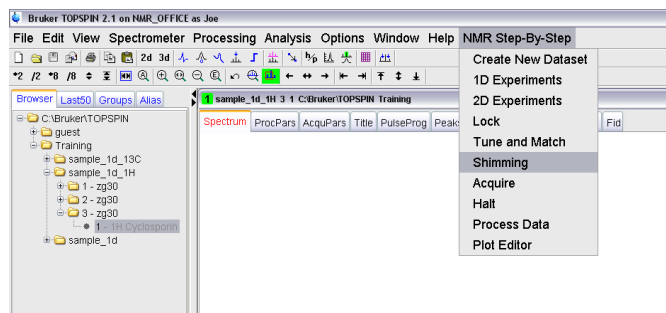 Bruker TOPSPIN 2.1 on NMR_OFFICE as Joe
File Edit View Spectrometer Processing Analysis Options Window Help NMR Step-By-Step
2d 3d
*2 /2 *8 /8
Browser Last50 Groups Alias
1 sample_1d_1H 3 1 C:\Bruker\TOPSPIN Training
Spectrum ProcPars AcquPars Title PulseProg Peaks Fid
C:\Bruker\TOPSPIN
guest
Training
sample_1d_13C
sample_1d_1H
1 - zg30
2 - zg30
3 - zg30
1 - 1H Cyclosporin
sample_1d
Create New Dataset
1D Experiments
2D Experiments
Lock
Tune and Match
Shimming
Acquire
Halt
Process Data
Plot Editor